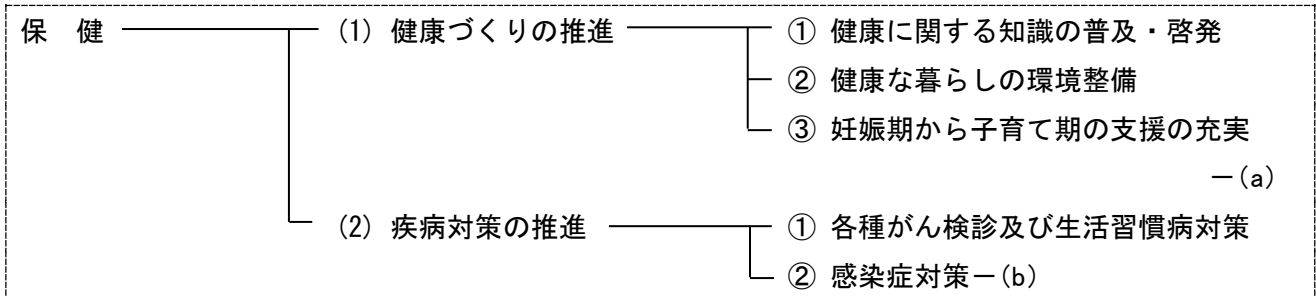 保　健　(1) 健康づくりの推進　① 健康に関する知識の普及・啓発
② 健康な暮らしの環境整備
③ 妊娠期から子育て期の支援の充実
－(a)
(2) 疾病対策の推進　① 各種がん検診及び生活習慣病対策
② 感染症対策－(b)